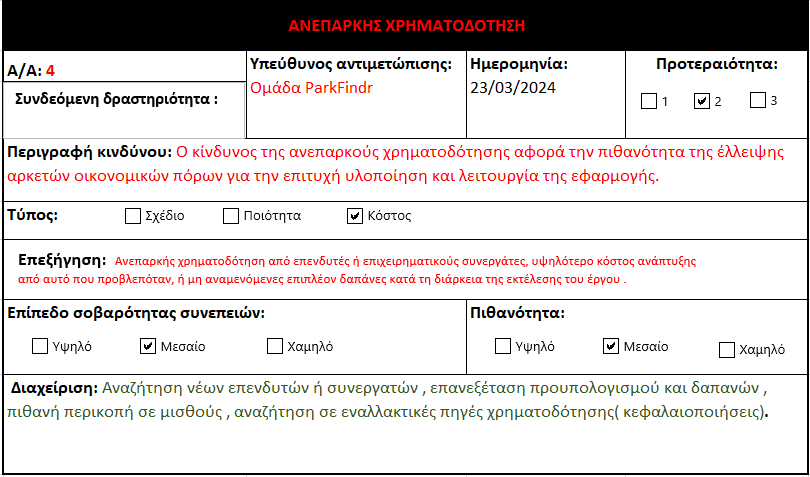 ΑΝΕΠΑΡΚΗΣ ΧΡΗΜΑΤΟΔΟΤΗΣΗ
Α/Α: 4
Συνδεόμενη δραστηριότητα :
Υπεύθυνος αντιμετώπισης:
Ομάδα ParkFindr
Ημερομηνία:
23/03/2024
Προτεραιότητα:
1 2 3
Περιγραφή κινδύνου: Ο κίνδυνος της ανεπαρκούς χρηματοδότησης αφορά την πιθανότητα της έλλειψης
αρκετών οικονομικών πόρων για την επιτυχή υλοποίηση και λειτουργία της εφαρμογής.
Τύπος: Σχέδιο Ποιότητα Κόστος
Επεξήγηση: Ανεπαρκής χρηματοδότηση από επενδυτές ή επιχειρηματικούς συνεργάτες, υψηλότερο κόστος ανάπτυξης
από αυτό που προβλεπόταν, ή μη αναμενόμενες επιπλέον δαπάνες κατά τη διάρκεια της εκτέλεσης του έργου .
Επίπεδο σοβαρότητας συνεπειών:
Υψηλό Μεσαίο Χαμηλό
Πιθανότητα:
Υψηλό Μεσαίο Χαμηλό
Διαχείριση: Αναζήτηση νέων επενδυτών ή συνεργατών , επανεξέταση προυπολογισμού και δαπανών ,
πιθανή περικοπή σε μισθούς , αναζήτηση σε εναλλακτικές πηγές χρηματοδότησης( κεφαλαιοποιήσεις).